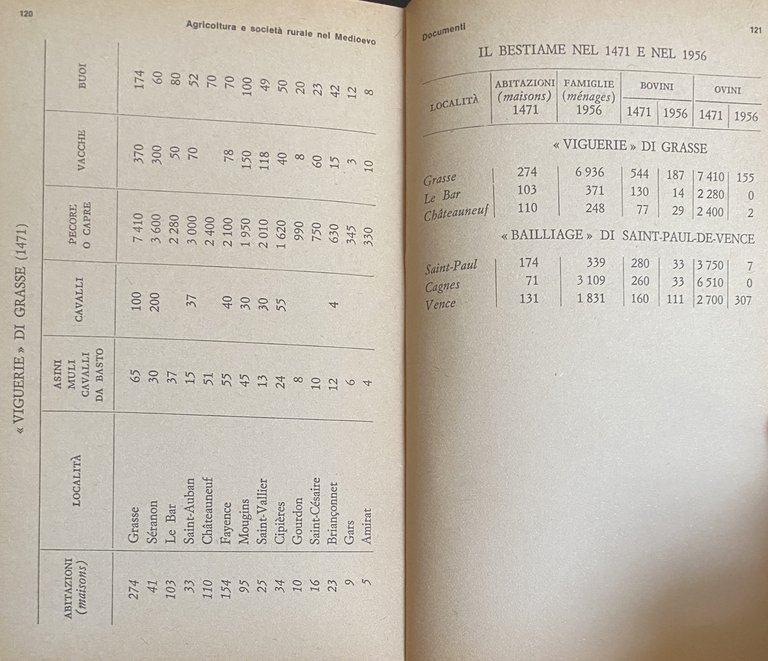 120
Agricoltura e società rurale nel Medioevo
« VIGUERIE » DI GRASSE (1471)
ABITAZIONI (maisons) LOCALITÀ ASINI MULI CAVALLI DA BASTO CAVALLI PECORE O CAPRE VACCHE BUOI
274 Grasse 65 100 7 410 370 174
41 Séranon 30 200 3 600 300 60
103 Le Bar 37 2 280 50 80
33 Saint-Auban 15 37 3 000 70 52
110 Châteauneuf 51 2 400 70
154 Fayence 55 40 2 100 78 70
95 Mougins 45 30 1 950 150 100
25 Saint-Vallier 13 30 2 010 118 49
34 Cipières 24 55 1 620 40 50
10 Gourdon 8 990 8 20
16 Saint-Césaire 10 750 60 23
23 Briançonnet 12 4 630 15 42
9 Gars 6 345 3 12
5 Amirat 4 330 10 8
Documenti
121
IL BESTIAME NEL 1471 E NEL 1956
LOCALITÀ ABITAZIONI (maisons) 1471 FAMIGLIE (ménages) 1956 BOVINI OVINI
1471 1956 1471 1956
« VIGUERIE » DI GRASSE
Grasse 274 6 936 544 187 7 410 155
Le Bar 103 371 130 14 2 280 0
Châteauneuf 110 248 77 29 2 400 2
« BAILLIAGE » DI SAINT-PAUL-DE-VENCE
Saint-Paul 174 339 280 33 3 750 7
Cagnes 71 3 109 260 33 6 510 0
Vence 131 1 831 160 111 2 700 307